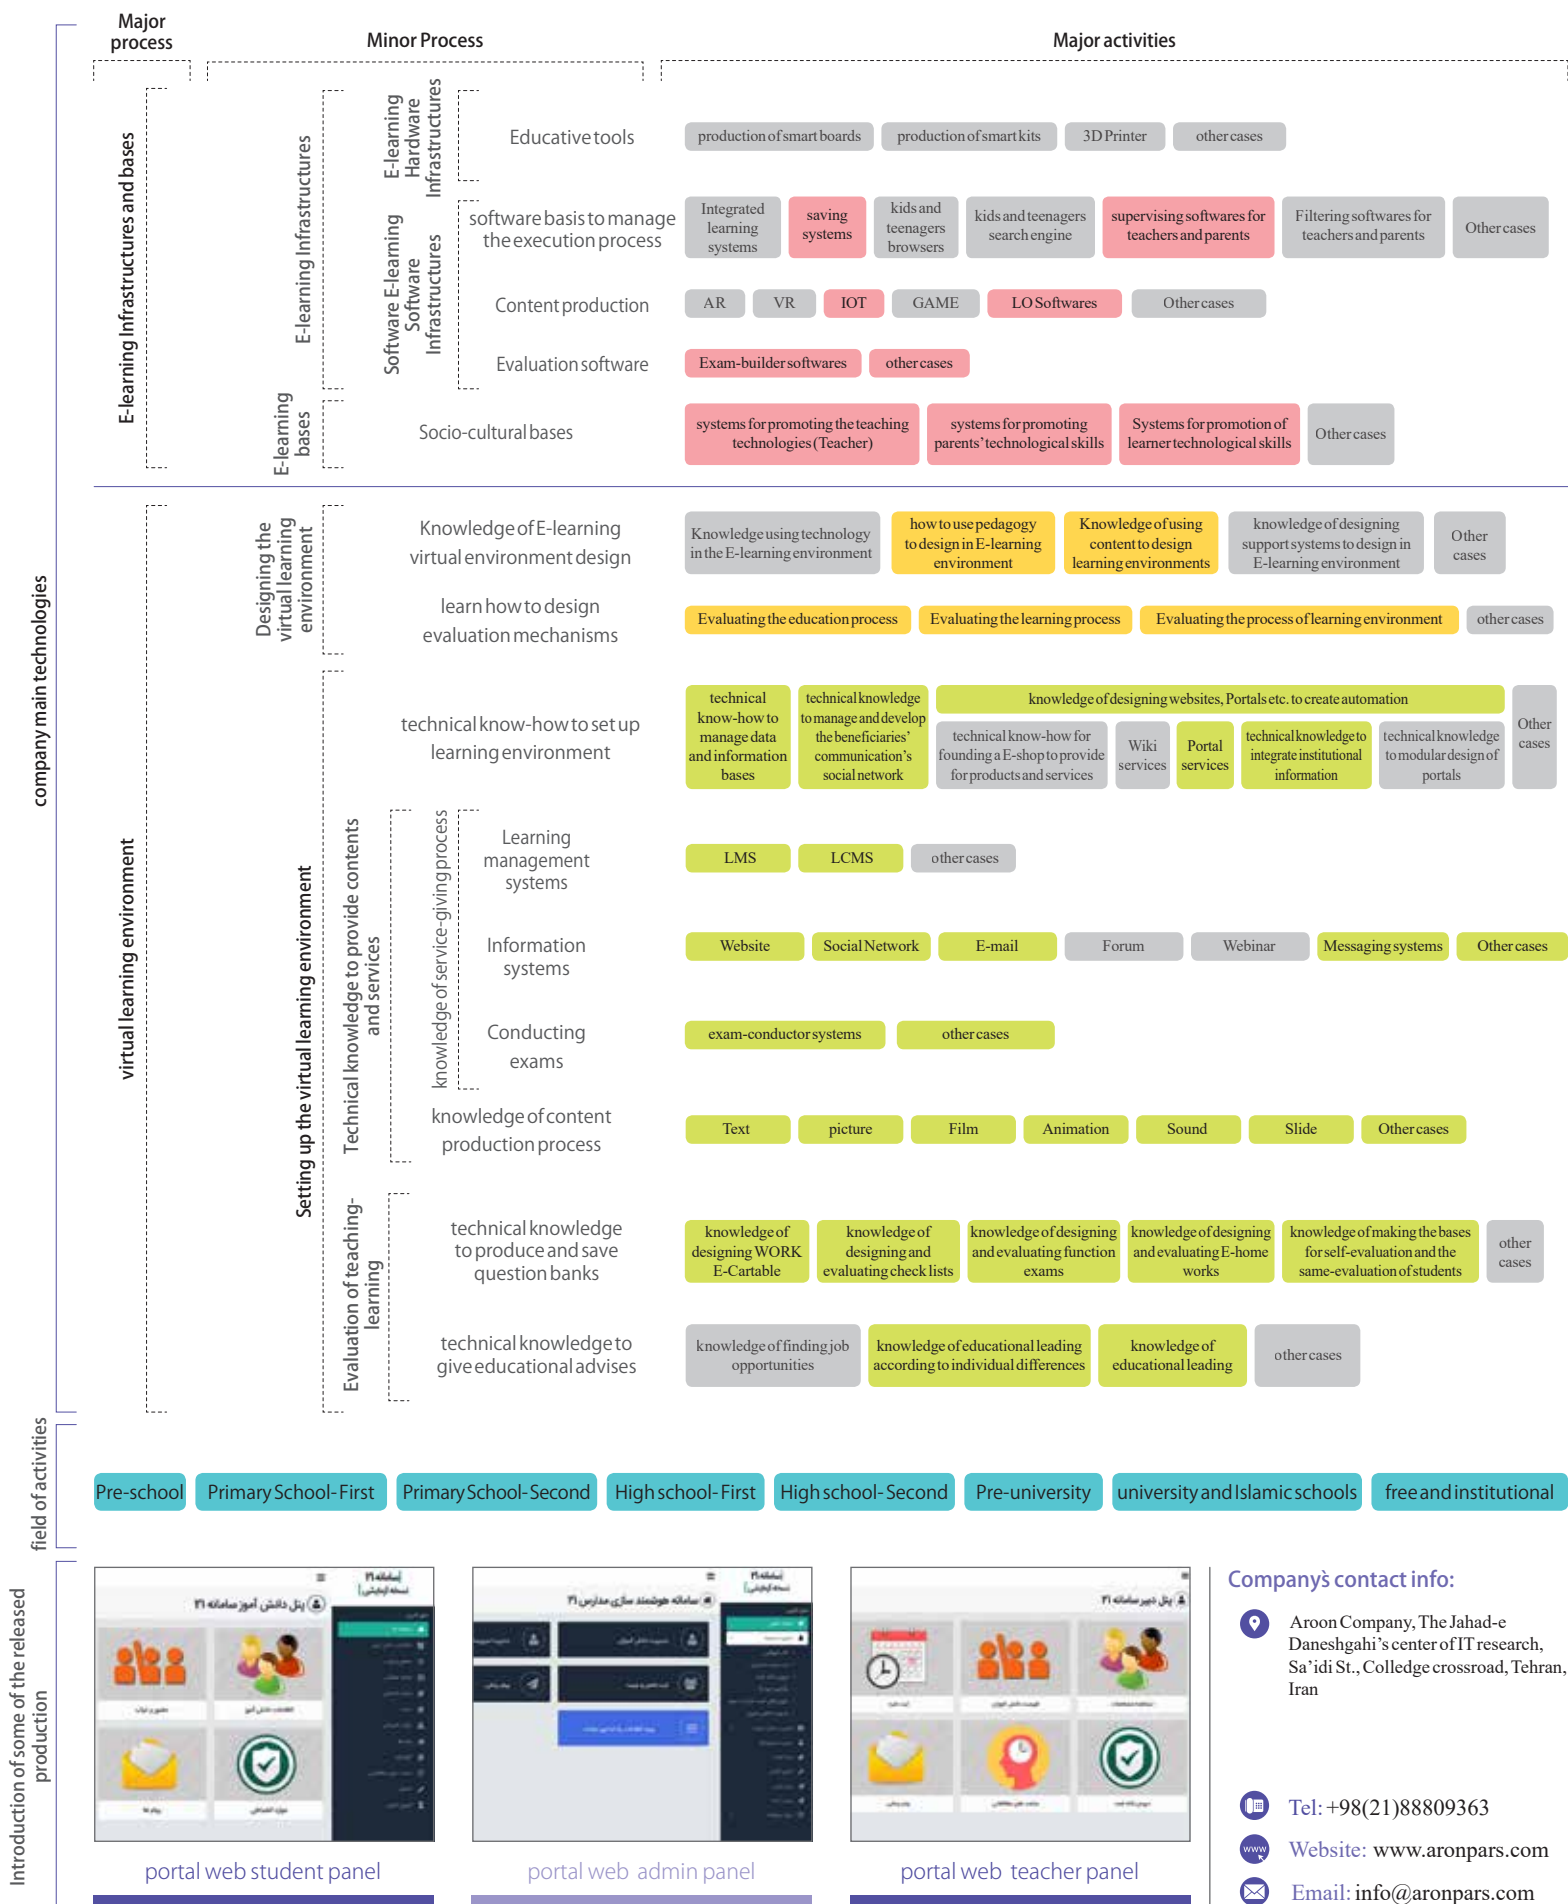 Major
process
Minor Process
Major activities
company main technologies
E-learning Infrastructures and bases
E-learning Infrastructures
E-learning
Hardware
Infrastructures
Educative tools
production of smart boards
production of smart kits
3D Printer
other cases
Software E-learning
Software
Infrastructures
software basis to manage
the execution process
Integrated
learning
systems
saving
systems
kids and
teenagers
browsers
kids and teenagers
search engine
supervising softwares for
teachers and parents
Filtering softwares for
teachers and parents
Other cases
Content production
AR
VR
IOT
GAME
LO Softwares
Other cases
Evaluation software
Exam-builder softwares
other cases
E-learning
bases
Socio-cultural bases
systems for promoting the teaching
technologies (Teacher)
systems for promoting
parents' technological skills
Systems for promotion of
learner technological skills
Other cases
virtual learning environment
Designing the
virtual learning
environment
Knowledge of E-learning
virtual environment design
Knowledge using technology
in the E-learning environment
how to use pedagogy
to design in E-learning
environment
Knowledge of using
content to design
learning environments
knowledge of designing
support systems to design in
E-learning environment
Other
cases
learn how to design
evaluation mechanisms
Evaluating the education process
Evaluating the learning process
Evaluating the process of learning environment
other cases
Setting up the virtual learning environment
technical know-how to set up
learning environment
technical
know-how to
manage data
and information
bases
technical knowledge
to manage and develop
the beneficiaries'
communication's
social network
knowledge of designing websites, Portals etc. to create automation
technical know-how for
founding a E-shop to provide
for products and services
Wiki
services
Portal
services
technical knowledge to
integrate institutional
information
technical knowledge
to modular design of
portals
Other
cases
Technical knowledge to provide contents
and services
knowledge of service-giving process
Learning
management
systems
LMS
LCMS
other cases
Information
systems
Website
Social Network
E-mail
Forum
Webinar
Messaging systems
Other cases
Conducting
exams
exam-conductor systems
other cases
knowledge of content
production process
Text
picture
Film
Animation
Sound
Slide
Other cases
Evaluation of teaching-
learning
technical knowledge
to produce and save
question banks
knowledge of
designing WORK
E-Cartable
knowledge of
designing and
evaluating check lists
knowledge of designing
and evaluating function
exams
knowledge of designing
and evaluating E-home
works
knowledge of making the bases
for self-evaluation and the
same-evaluation of students
other
cases
technical knowledge to
give educational advises
knowledge of finding job
opportunities
knowledge of educational leading
according to individual differences
knowledge of
educational leading
other cases
field of activities
Pre-school
Primary School- First
Primary School- Second
High school- First
High school- Second
Pre-university
university and Islamic schools
free and institutional
Introduction of some of the released
production
سامانه ۲۱
نسخه آزمایشی
پنل دانش آموز سامانه ۲۱
portal web student panel
سامانه ۲۱
نسخه آزمایشی
سامانه هوشمند سازی مدارس ۲۱
portal web admin panel
پنل دبیر سامانه ۲۱
portal web teacher panel
Company's contact info:
Aroon Company, The Jahad-e
Daneshgahi's center of IT research,
Sa'idi St., Colledge crossroad, Tehran,
Iran
Tel: +98(21)88809363
www
Website: www.aronpars.com
Email: info@aronpars.com